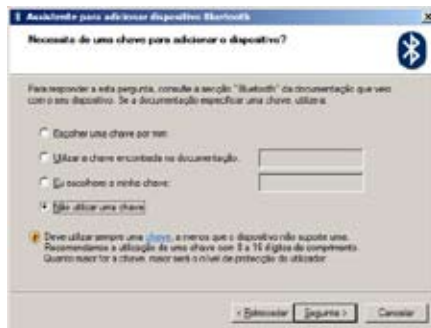 Assistente para adicionar dispositivo Bluetooth
Necessita de uma chave para adicionar o dispositivo?
Para responder a esta pergunta, consulte a secção "Bluetooth" da documentação que veio
com o seu dispositivo. Se a documentação especificar uma chave, utilize-a.
Escolher uma chave por mim
Utilizar a chave encontrada na documentação:
Eu escolherei a minha chave:
Não utilizar uma chave
Deve utilizar sempre uma chave, a menos que o dispositivo não suporte uma.
Recomendamos a utilização de uma chave com 8 a 16 dígitos de comprimento.
Quanto maior for a chave, maior será o nível de protecção do utilizador.
< Retroceder Seguinte > Cancelar